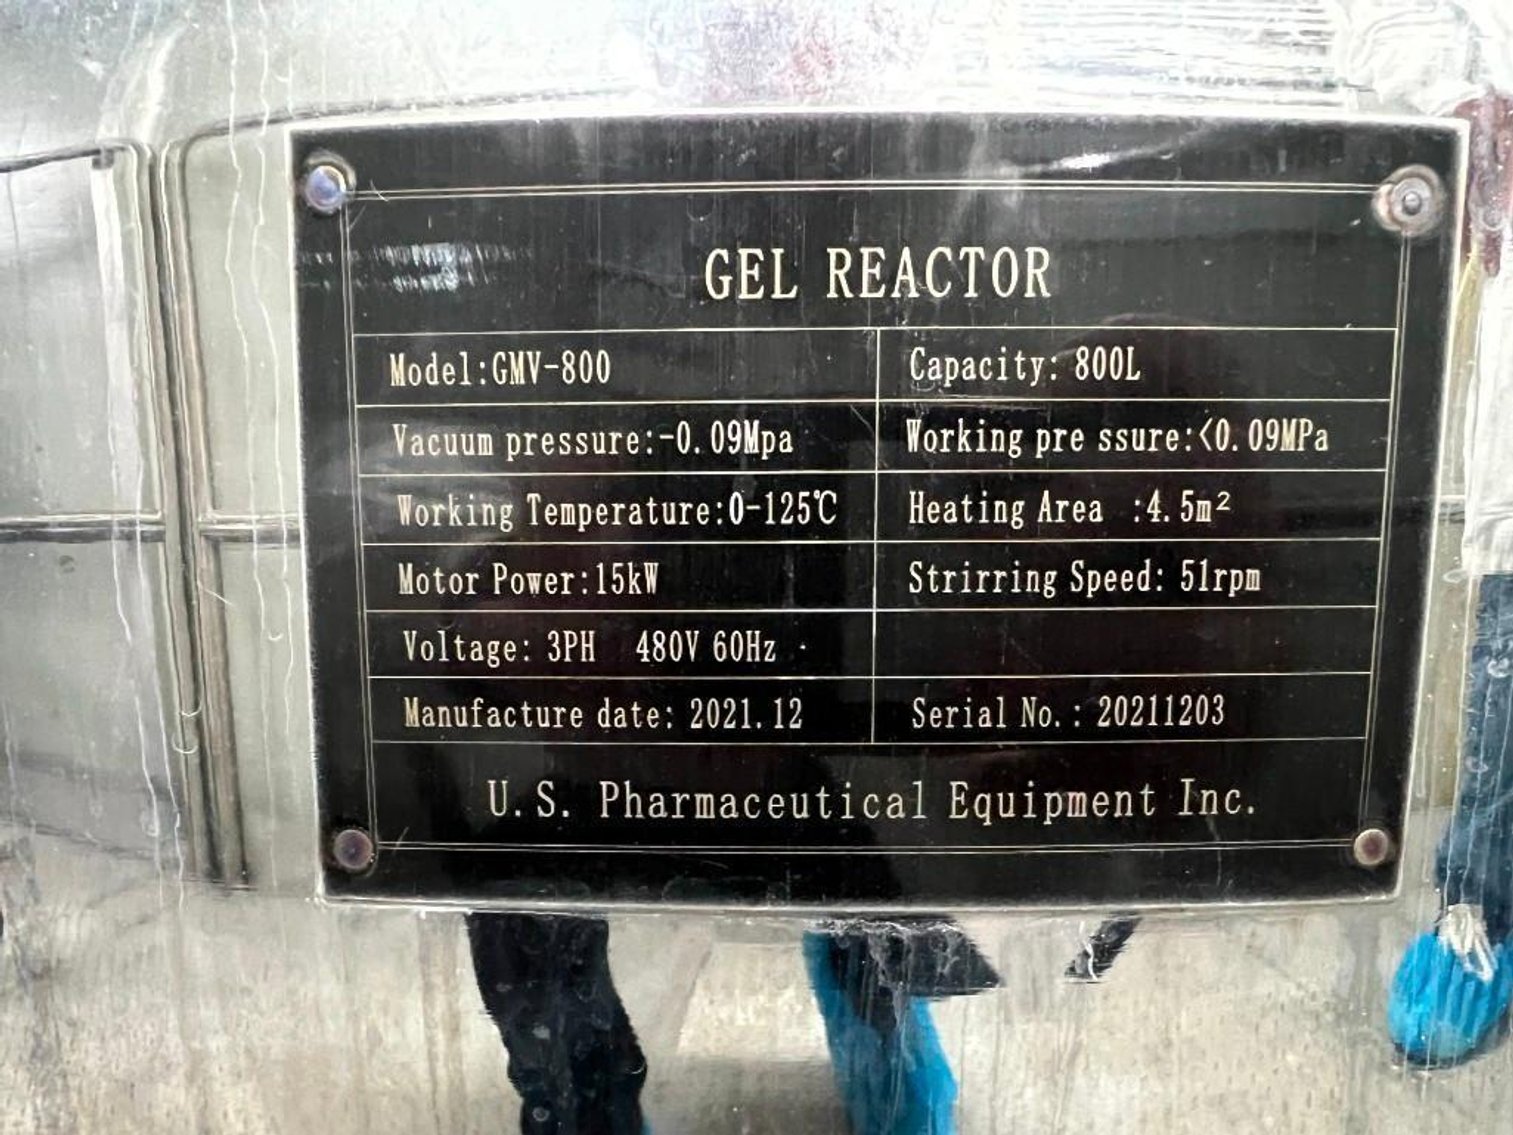 GEL REACTOR
Model:GMV-800 Capacity: 800L
Vacuum pressure:-0.09Mpa Working pre ssure:<0.09MPa
Working Temperature:0-125℃ Heating Area :4.5m²
Motor Power:15kW Strirring Speed: 51rpm
Voltage: 3PH 480V 60Hz
Manufacture date: 2021.12 Serial No.: 20211203
U.S. Pharmaceutical Equipment Inc.